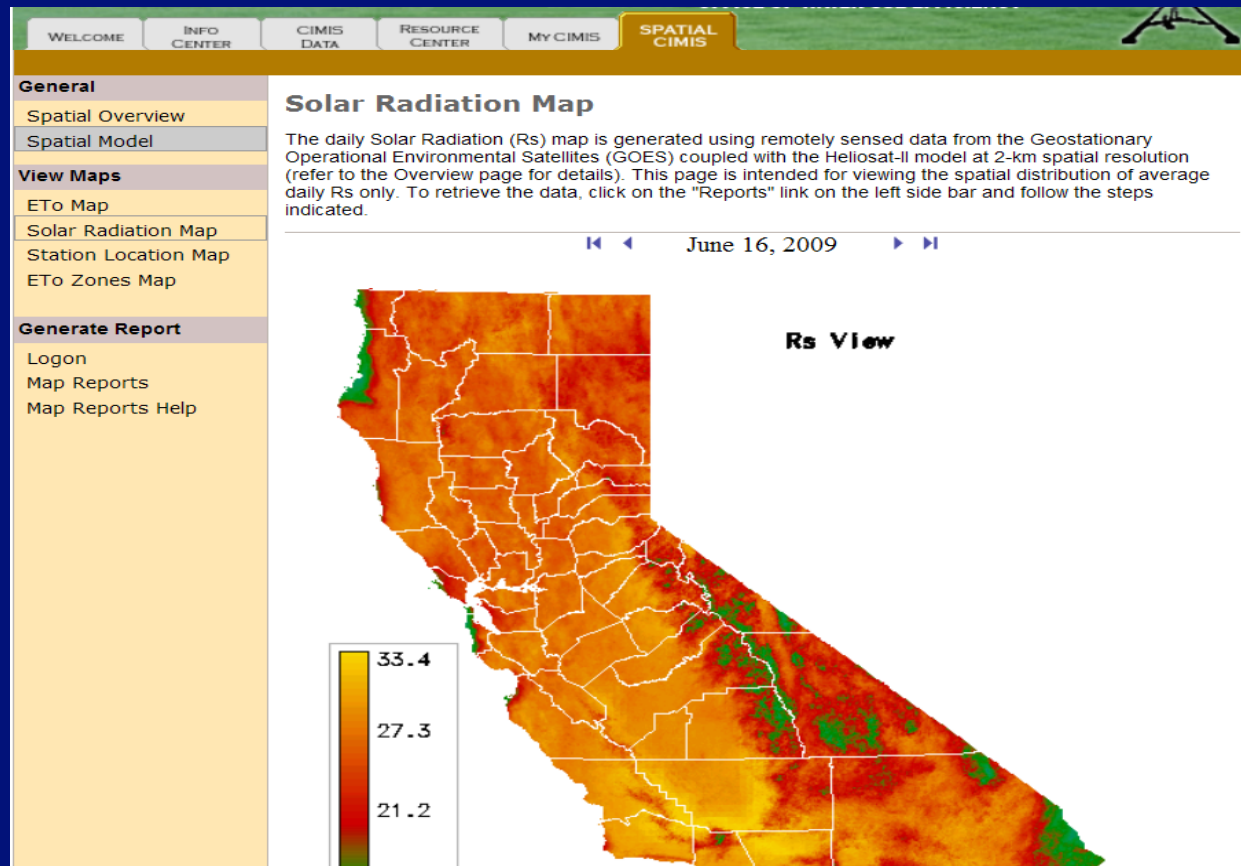 WELCOME
INFO CENTER
CIMIS DATA
RESOURCE CENTER
MY CIMIS
SPATIAL CIMIS
General
Spatial Overview
Spatial Model
View Maps
ETo Map
Solar Radiation Map
Station Location Map
ETo Zones Map
Generate Report
Logon
Map Reports
Map Reports Help
Solar Radiation Map
The daily Solar Radiation (Rs) map is generated using remotely sensed data from the Geostationary
Operational Environmental Satellites (GOES) coupled with the Heliosat-II model at 2-km spatial resolution
(refer to the Overview page for details). This page is intended for viewing the spatial distribution of average
daily Rs only. To retrieve the data, click on the "Reports" link on the left side bar and follow the steps
indicated.
June 16, 2009
Rs View
33.4
27.3
21.2